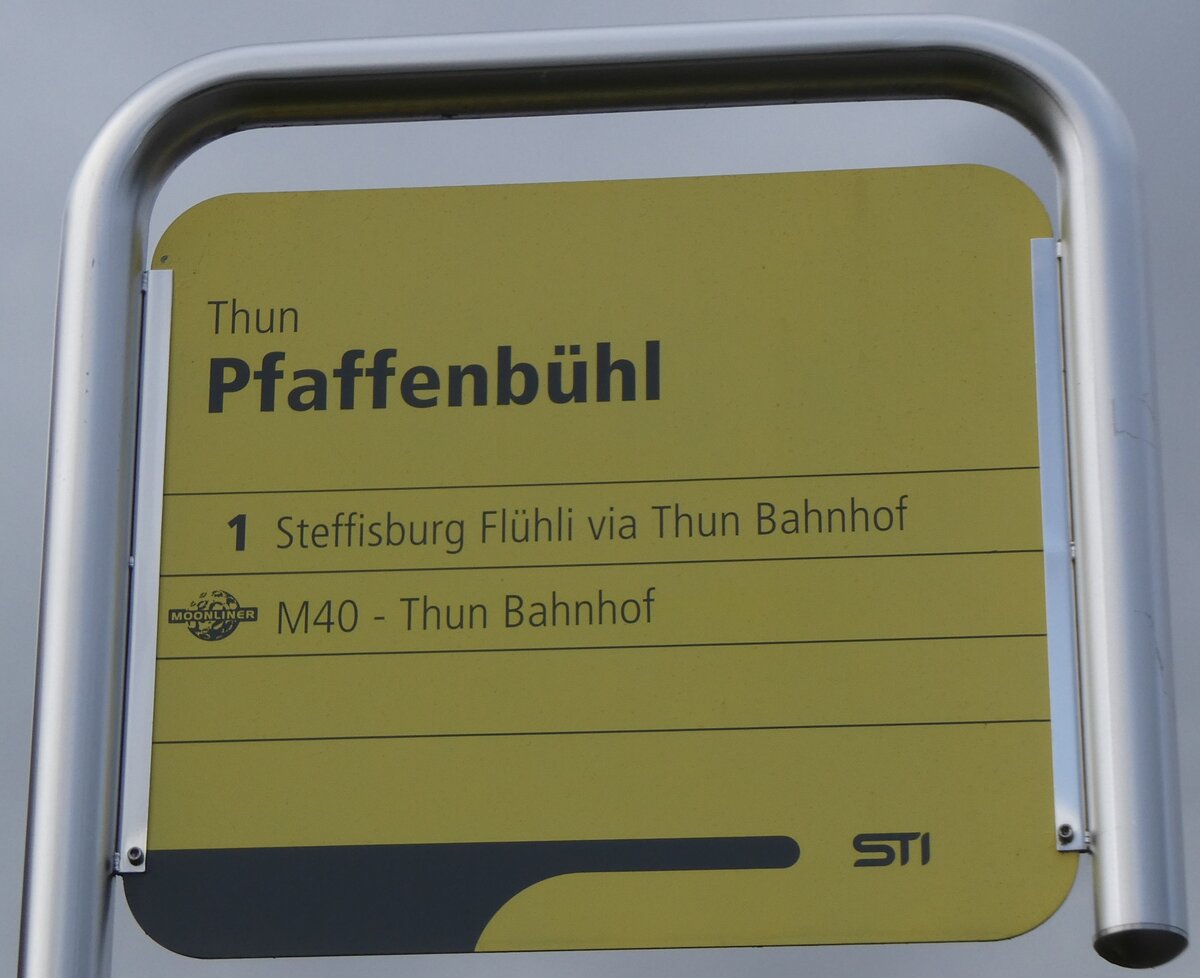 Thun
Pfaffenbühl
1 Steffisburg Flühli via Thun Bahnhof
MOONLINER M40 - Thun Bahnhof
STI